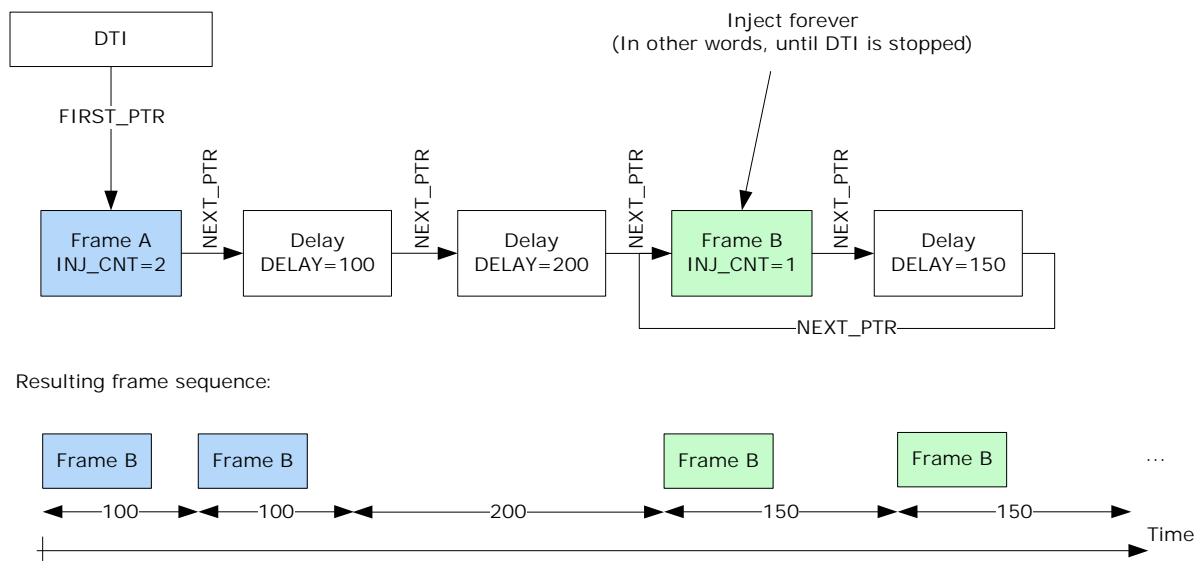 DTI
Inject forever
(In other words, until DTI is stopped)
FIRST_PTR
NEXT_PTR
NEXT_PTR
NEXT_PTR
NEXT_PTR
Frame A
INJ_CNT=2
Delay
DELAY=100
Delay
DELAY=200
Frame B
INJ_CNT=1
Delay
DELAY=150
NEXT_PTR
Resulting frame sequence:
Frame B
Frame B
Frame B
Frame B
...
100
100
200
150
150
Time